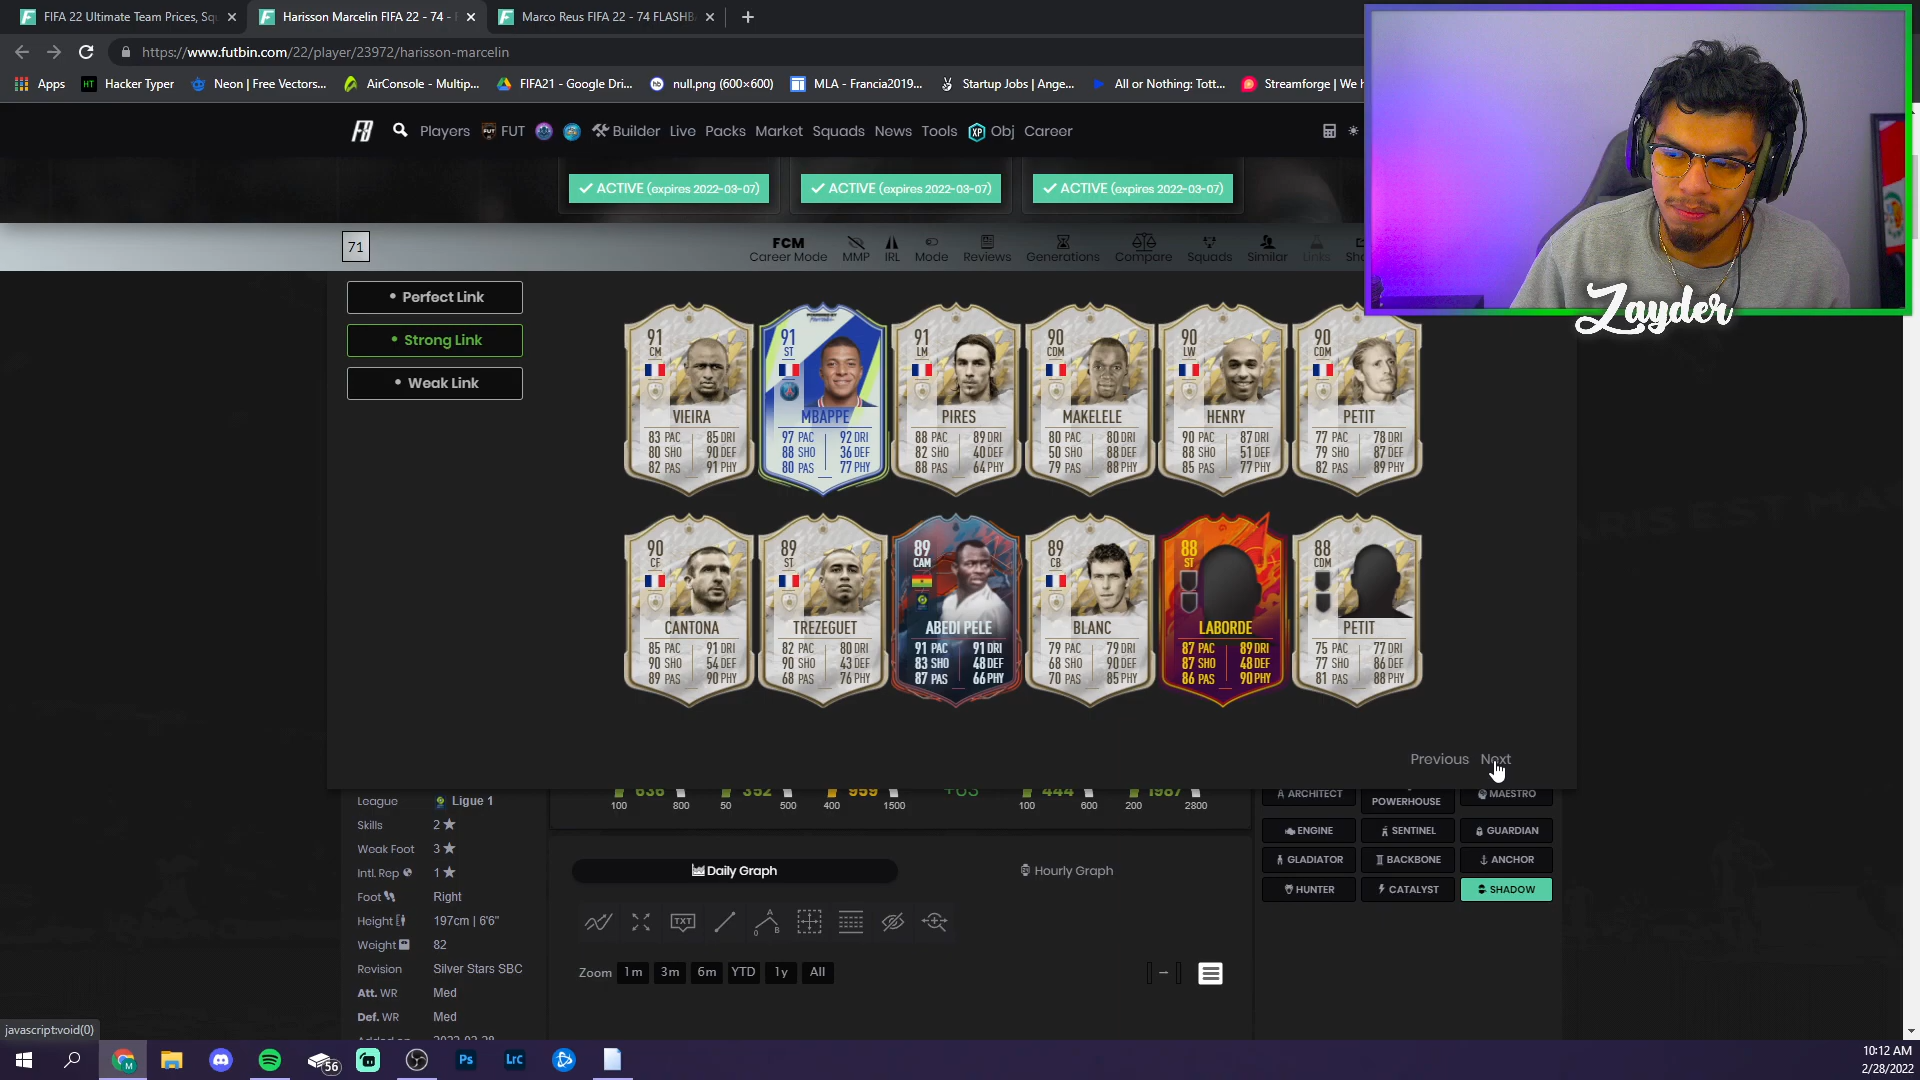 FIFA 22 Ultimate Team Prices, Squ
Harisson Marcelin FIFA 22 - 74 -
Marco Reus FIFA 22 - 74 FLASHB
https://www.futbin.com/22/player/23972/harisson-marcelin
Apps
HT Hacker Typer
Neon | Free Vectors...
AirConsole - Multip...
FIFA21 - Google Dri...
null.png (600×600)
MLA - Francia2019...
Startup Jobs | Ange...
All or Nothing: Tott...
Streamforge | We h
Players FUT Builder Live Packs Market Squads News Tools XP Obj Career
ACTIVE (expires 2022-03-07)
ACTIVE (expires 2022-03-07)
ACTIVE (expires 2022-03-07)
71
FCM
Career Mode MMP IRL Mode Reviews Generations Compare Squads Similar Links Sha
Zayder
• Perfect Link
• Strong Link
• Weak Link
91
CM
VIEIRA
83 PAC 85 DRI
80 SHO 90 DEF
82 PAS 91 PHY
91
ST
MBAPPE
97 PAC 92 DRI
88 SHO 36 DEF
80 PAS 77 PHY
91
LM
PIRES
88 PAC 89 DRI
82 SHO 40 DEF
88 PAS 64 PHY
90
CDM
MAKELELE
80 PAC 80 DRI
50 SHO 88 DEF
79 PAS 88 PHY
90
LW
HENRY
90 PAC 87 DRI
88 SHO 51 DEF
85 PAS 77 PHY
90
CDM
PETIT
77 PAC 78 DRI
79 SHO 87 DEF
82 PAS 89 PHY
90
CF
CANTONA
85 PAC 91 DRI
90 SHO 54 DEF
89 PAS 90 PHY
89
ST
TREZEGUET
82 PAC 80 DRI
90 SHO 43 DEF
68 PAS 76 PHY
89
CAM
ABEDI PELE
91 PAC 91 DRI
83 SHO 48 DEF
87 PAS 66 PHY
89
CB
BLANC
79 PAC 79 DRI
68 SHO 90 DEF
70 PAS 85 PHY
88
ST
LABORDE
87 PAC 89 DRI
87 SHO 48 DEF
86 PAS 90 PHY
88
CDM
PETIT
75 PAC 77 DRI
77 SHO 86 DEF
81 PAS 88 PHY
Previous Next
League Ligue 1
Skills 2
Weak Foot 3
Intl. Rep 1
Foot Right
Height 197cm | 6'6"
Weight 82
Revision Silver Stars SBC
Att. WR Med
Def. WR Med
636 352 959 +63 444 1987
100 800 50 500 400 1500 100 600 200 2800
Daily Graph
Hourly Graph
TXT
Zoom 1m 3m 6m YTD 1y All
ARCHITECT POWERHOUSE MAESTRO
ENGINE SENTINEL GUARDIAN
GLADIATOR BACKBONE ANCHOR
HUNTER CATALYST SHADOW
javascript:void(0)
56
Ps
Lrc
10:12 AM
2/28/2022